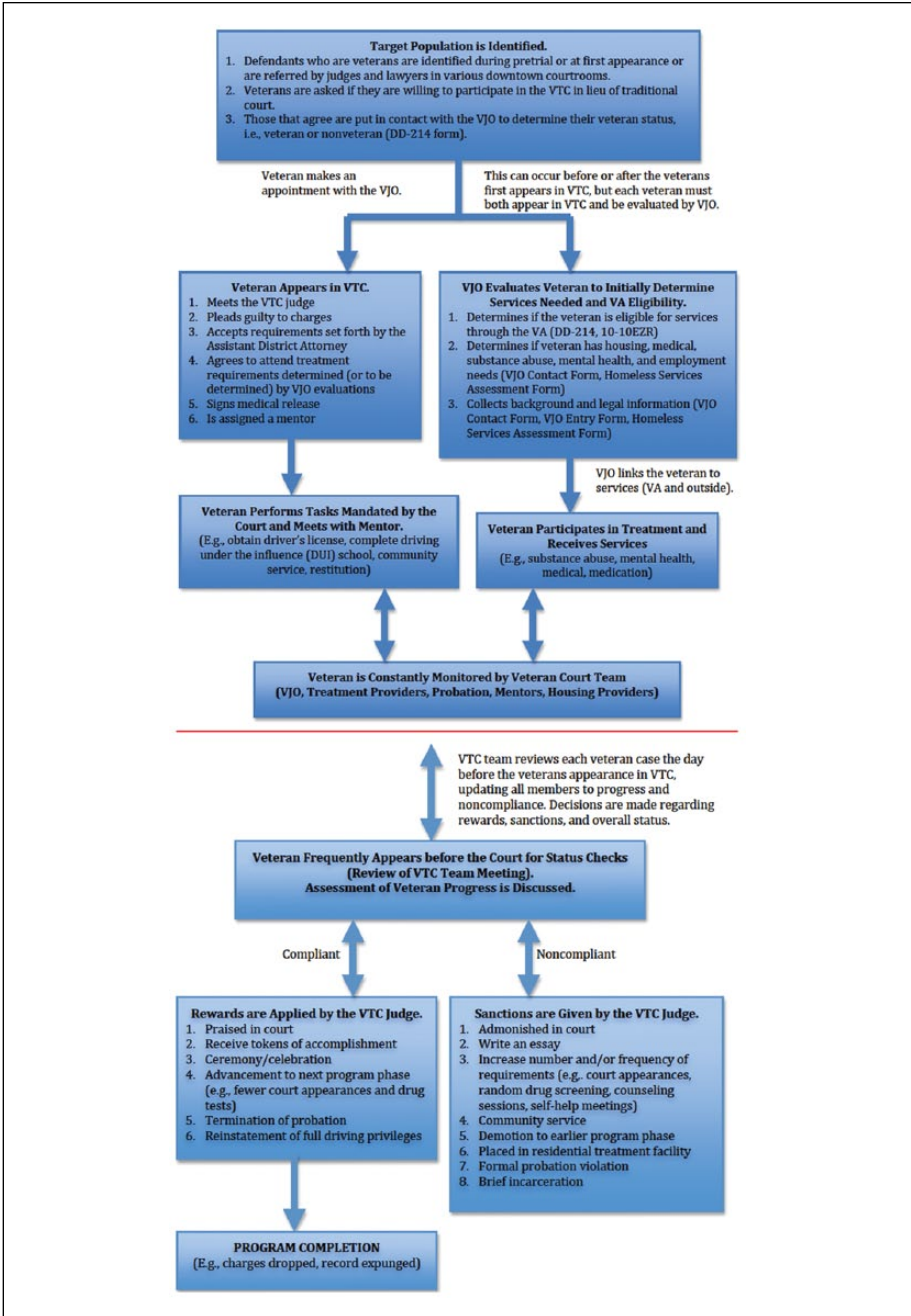 Target Population is Identified.
1. Defendants who are veterans are identified during pretrial or at first appearance or
are referred by judges and lawyers in various downtown courtrooms.
2. Veterans are asked if they are willing to participate in the VTC in lieu of traditional
court.
3. Those that agree are put in contact with the VJO to determine their veteran status,
i.e., veteran or nonveteran (DD-214 form).
Veteran makes an
appointment with the VJO.
This can occur before or after the veterans
first appears in VTC, but each veteran must
both appear in VTC and be evaluated by VJO.
Veteran Appears in VTC.
1. Meets the VTC judge
2. Pleads guilty to charges
3. Accepts requirements set forth by the
Assistant District Attorney
4. Agrees to attend treatment
requirements determined (or to be
determined) by VJO evaluations
5. Signs medical release
6. Is assigned a mentor
VJO Evaluates Veteran to Initially Determine
Services Needed and VA Eligibility.
1. Determines if the veteran is eligible for services
through the VA (DD-214, 10-10EZR)
2. Determines if veteran has housing, medical,
substance abuse, mental health, and employment
needs (VJO Contact Form, Homeless Services
Assessment Form)
3. Collects background and legal information (VJO
Contact Form, VJO Entry Form, Homeless
Services Assessment Form)
VJO links the veteran to
services (VA and outside).
Veteran Performs Tasks Mandated by the
Court and Meets with Mentor.
(E.g., obtain driver's license, complete driving
under the influence (DUI) school, community
service, restitution)
Veteran Participates in Treatment and
Receives Services
(E.g., substance abuse, mental health,
medical, medication)
Veteran is Constantly Monitored by Veteran Court Team
(VJO, Treatment Providers, Probation, Mentors, Housing Providers)
VTC team reviews each veteran case the day
before the veterans appearance in VTC,
updating all members to progress and
noncompliance. Decisions are made regarding
rewards, sanctions, and overall status.
Veteran Frequently Appears before the Court for Status Checks
(Review of VTC Team Meeting).
Assessment of Veteran Progress is Discussed.
Compliant
Noncompliant
Rewards are Applied by the VTC Judge.
1. Praised in court
2. Receive tokens of accomplishment
3. Ceremony/celebration
4. Advancement to next program phase
(e.g., fewer court appearances and drug
tests)
5. Termination of probation
6. Reinstatement of full driving privileges
Sanctions are Given by the VTC Judge.
1. Admonished in court
2. Write an essay
3. Increase number and/or frequency of
requirements (e.g.. court appearances,
random drug screening, counseling
sessions, self-help meetings)
4. Community service
5. Demotion to earlier program phase
6. Placed in residential treatment facility
7. Formal probation violation
8. Brief incarceration
PROGRAM COMPLETION
(E.g., charges dropped, record expunged)